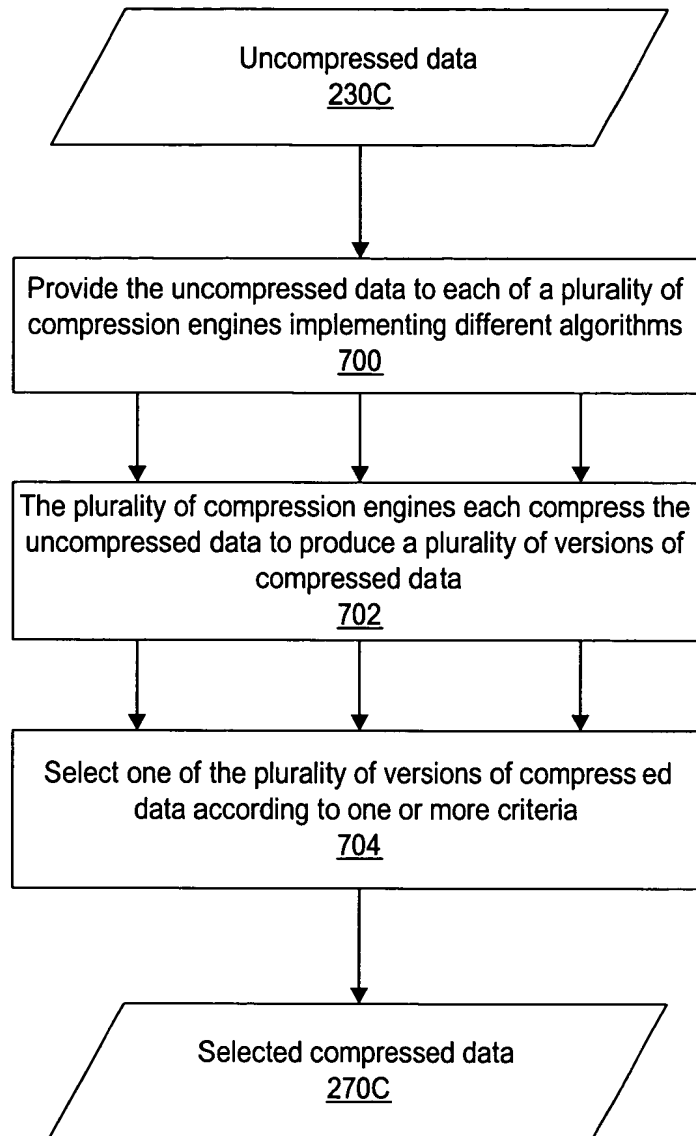 Uncompressed data
230C
Provide the uncompressed data to each of a plurality of
compression engines implementing different algorithms
700
The plurality of compression engines each compress the
uncompressed data to produce a plurality of versions of
compressed data
702
Select one of the plurality of versions of compressed
data according to one or more criteria
704
Selected compressed data
270C